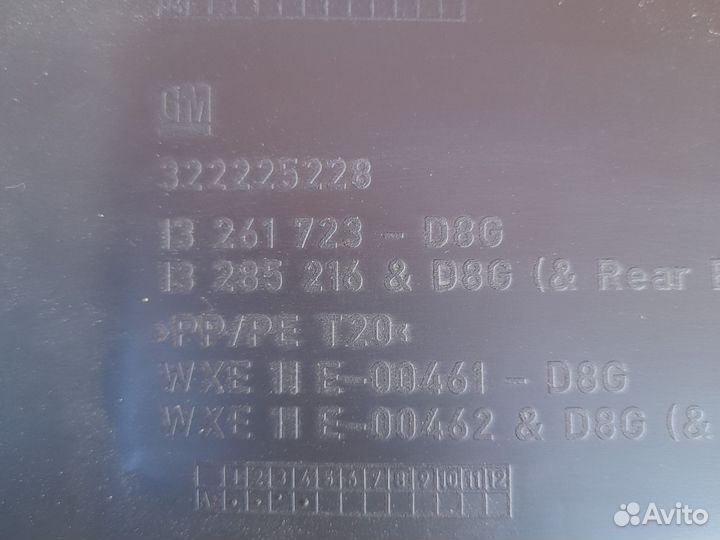 GM
322225228
13 261 723 - D8G
13 285 216 & D8G (& Rear
>PP/PE T20<
WXE 11 E-00461 - D8G
WXE 11 E-00462 & D8G (&
1 2 3 4 5 6 7 8 9 10 11 12
Avito